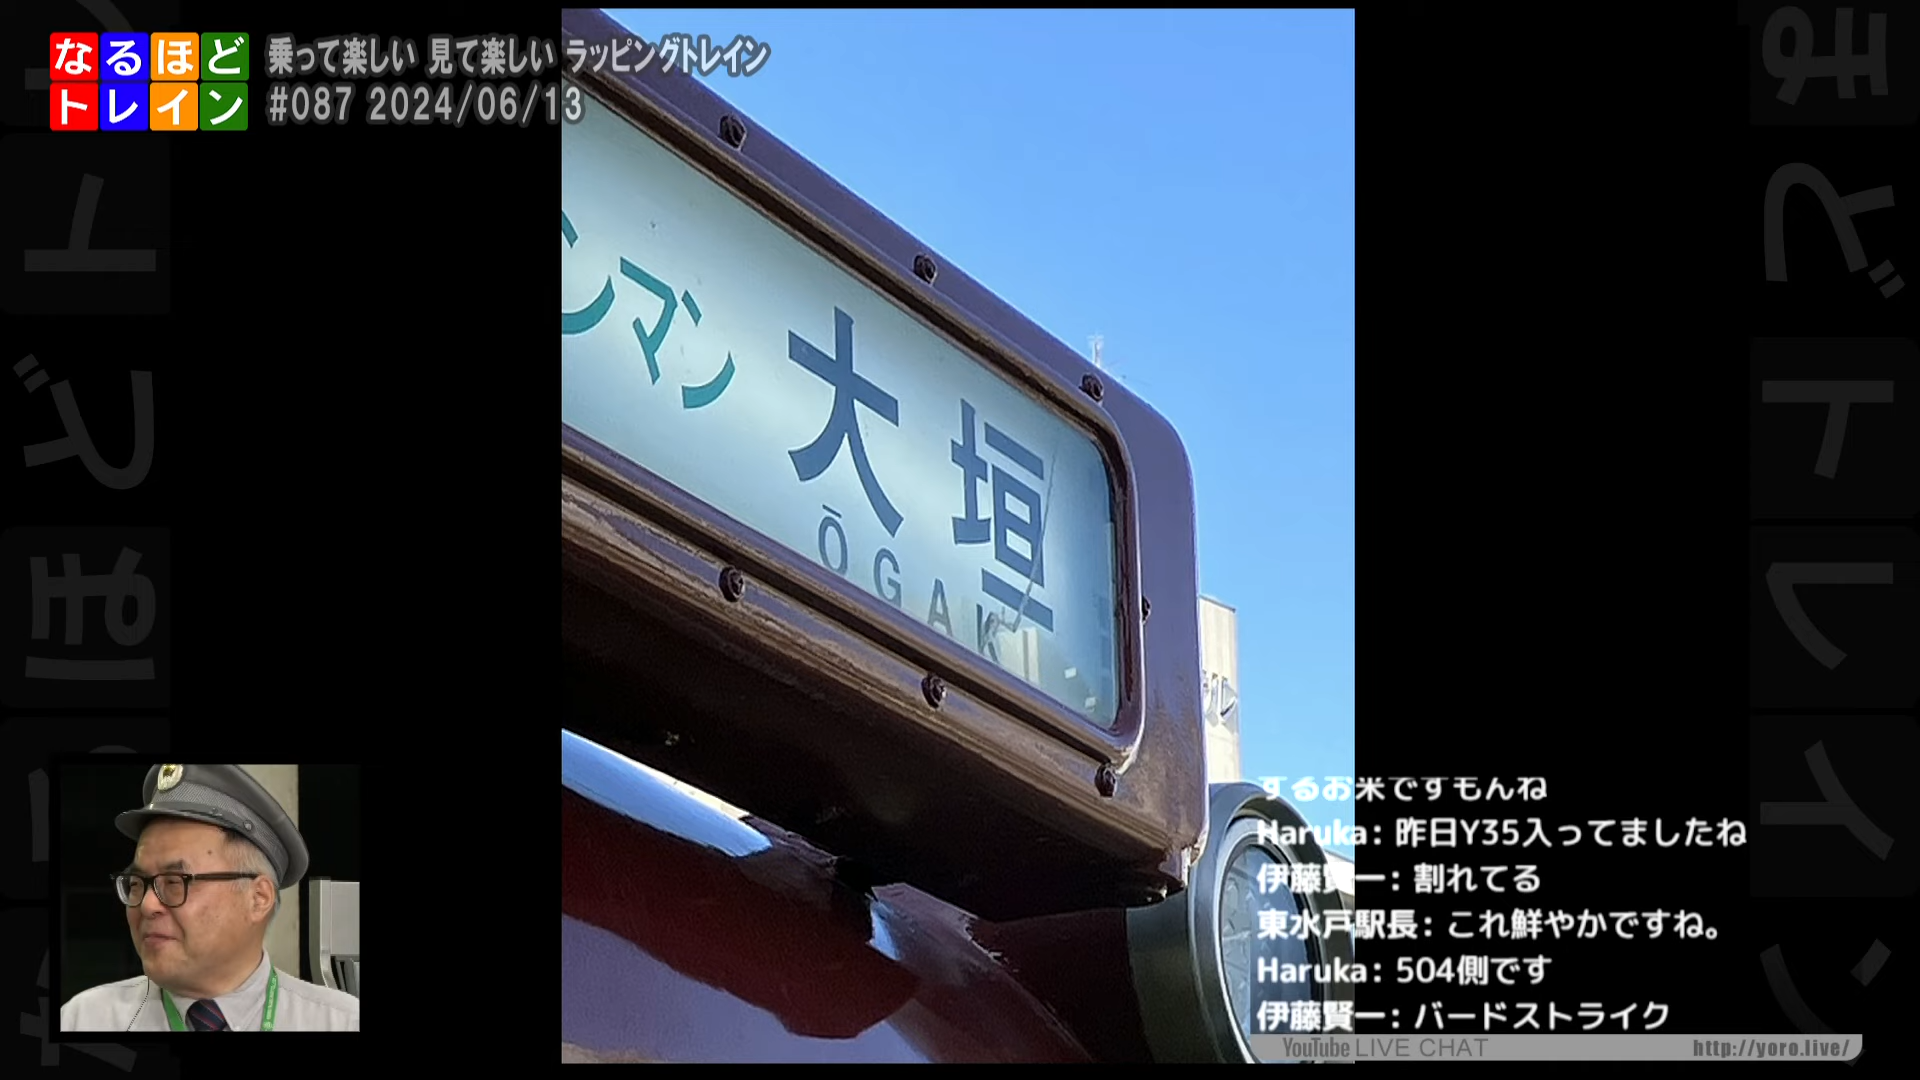 なるほど
トレイン
乗って楽しい 見て楽しい ラッピングトレイン
#087 2024/06/13
ンマン
大垣
ŌGAKI
するお米ですもんね
Haruka: 昨日Y35入ってましたね
伊藤賢一: 割れてる
東水戸駅長: これ鮮やかですね。
Haruka: 504側です
伊藤賢一: バードストライク
YouTube LIVE CHAT
http://yoro.live/